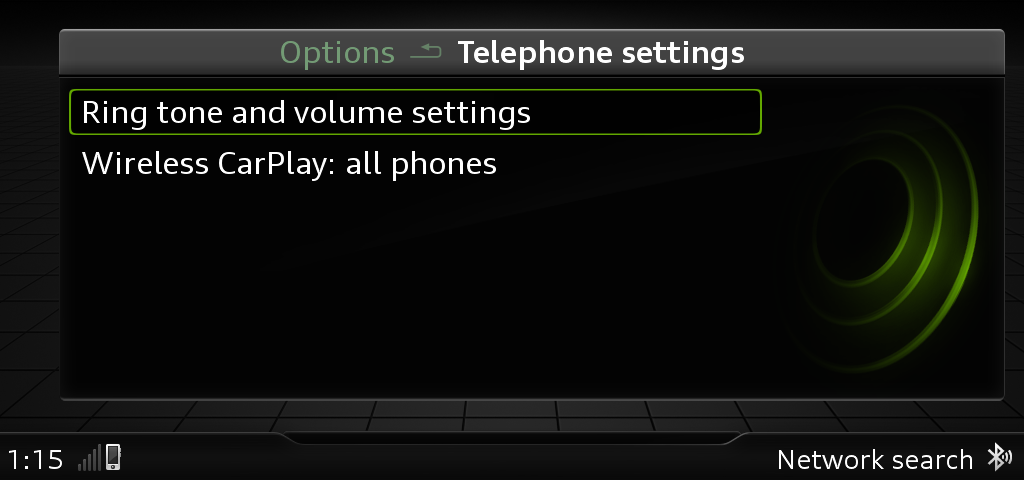 Options Telephone settings
Ring tone and volume settings
Wireless CarPlay: all phones
1:15 Network search